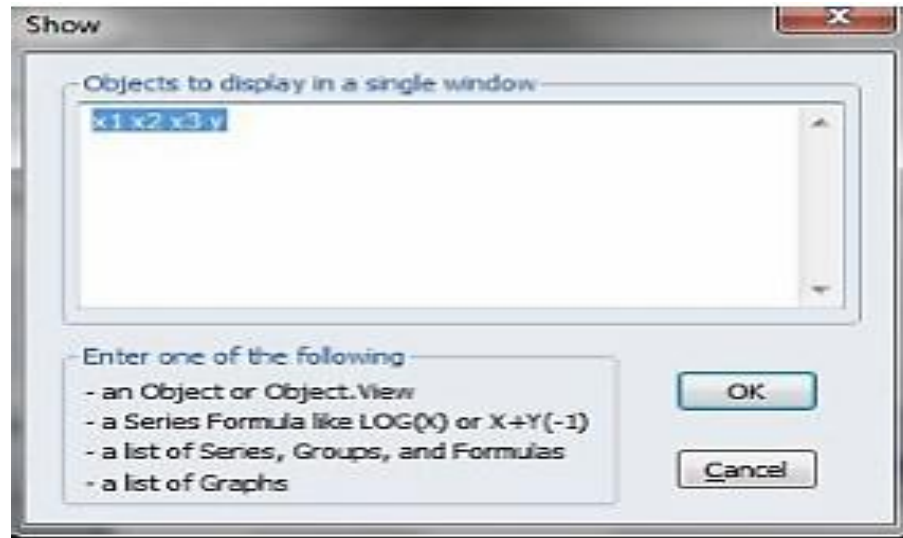 Show
Objects to display in a single window
x1 x2 x3 y
Enter one of the following
- an Object or Object.View
- a Series Formula like LOG(X) or X+Y(-1)
- a list of Series, Groups, and Formulas
- a list of Graphs
OK
Cancel